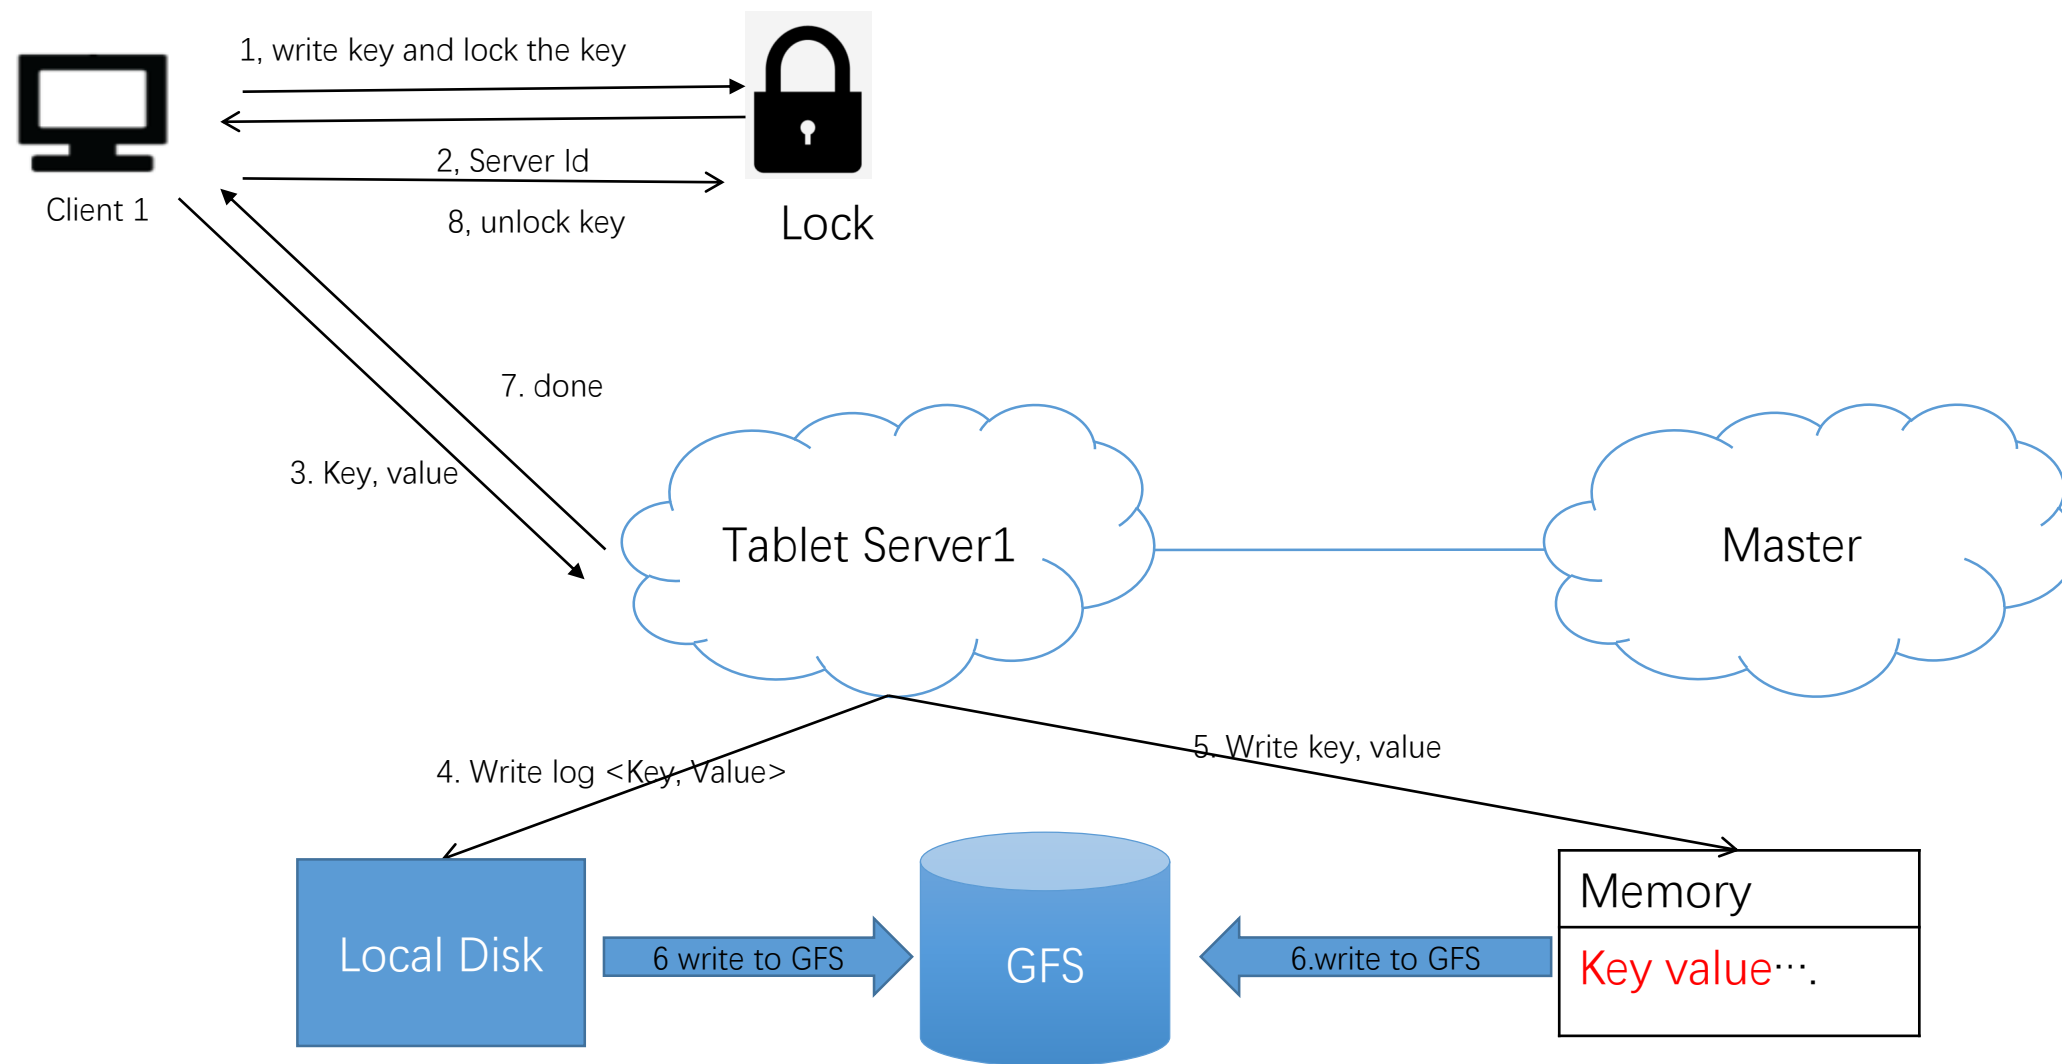 1, write key and lock the key
2, Server Id
Client 1
8, unlock key
Lock
7. done
3. Key, value
Tablet Server1
Master
5. Write key, value
4. Write log <Key, Value>
Memory
Local Disk
6 write to GFS
GFS
6.write to GFS
Key value….